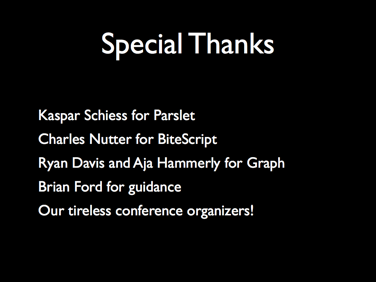 Special Thanks
Kaspar Schiess for Parslet
Charles Nutter for BiteScript
Ryan Davis and Aja Hammerly for Graph
Brian Ford for guidance
Our tireless conference organizers!